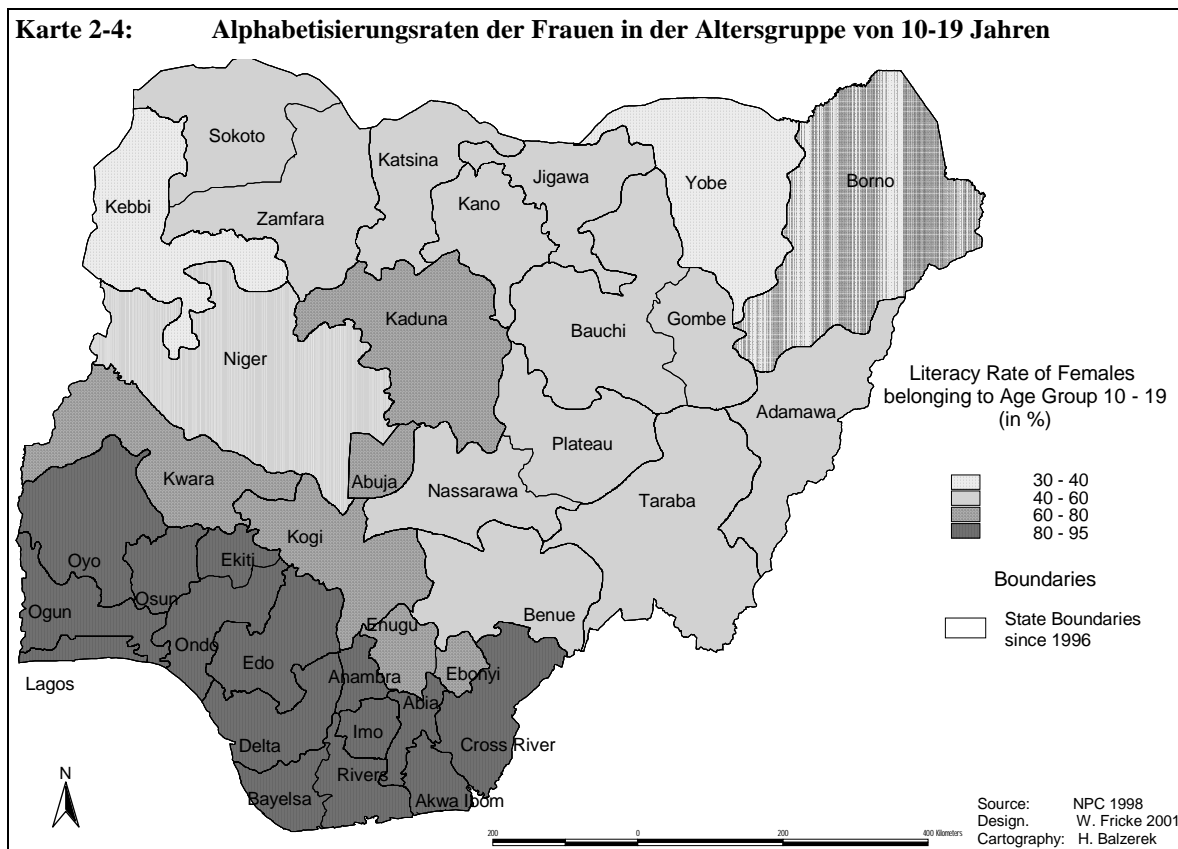 Karte 2-4: Alphabetisierungsraten der Frauen in der Altersgruppe von 10-19 Jahren
Sokoto
Katsina
Jigawa
Yobe
Borno
Kebbi
Kano
Zamfara
Kaduna
Bauchi
Gombe
Niger
Literacy Rate of Females
belonging to Age Group 10 - 19
(in %)
Adamawa
Plateau
Kwara
Abuja
Nassarawa
Taraba
30 - 40
40 - 60
60 - 80
80 - 95
Kogi
Oyo
Ekiti
Boundaries
Osun
Ogun
Enugu
Benue
State Boundaries
since 1996
Ondo
Edo
Anambra
Ebonyi
Lagos
Abia
Imo
Delta
Cross River
Rivers
Bayelsa
Akwa Ibom
N
Source: NPC 1998
Design. W. Fricke 2001
Cartography: H. Balzerek
200 0 200 400 Kilometers